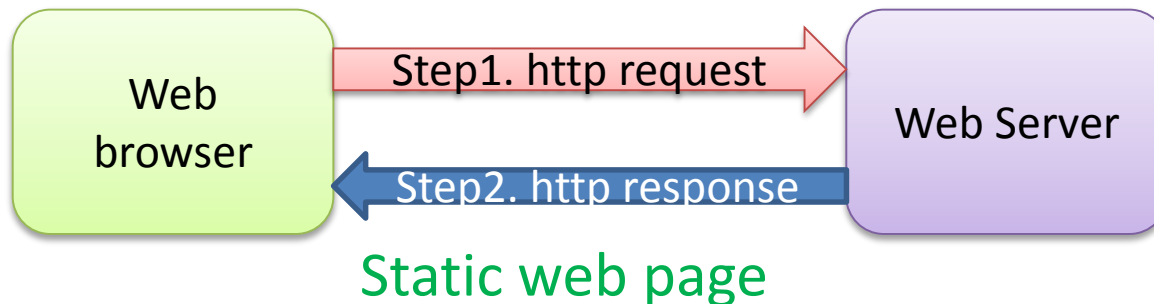 Web
browser
Step1. http request
Step2. http response
Web Server
Static web page